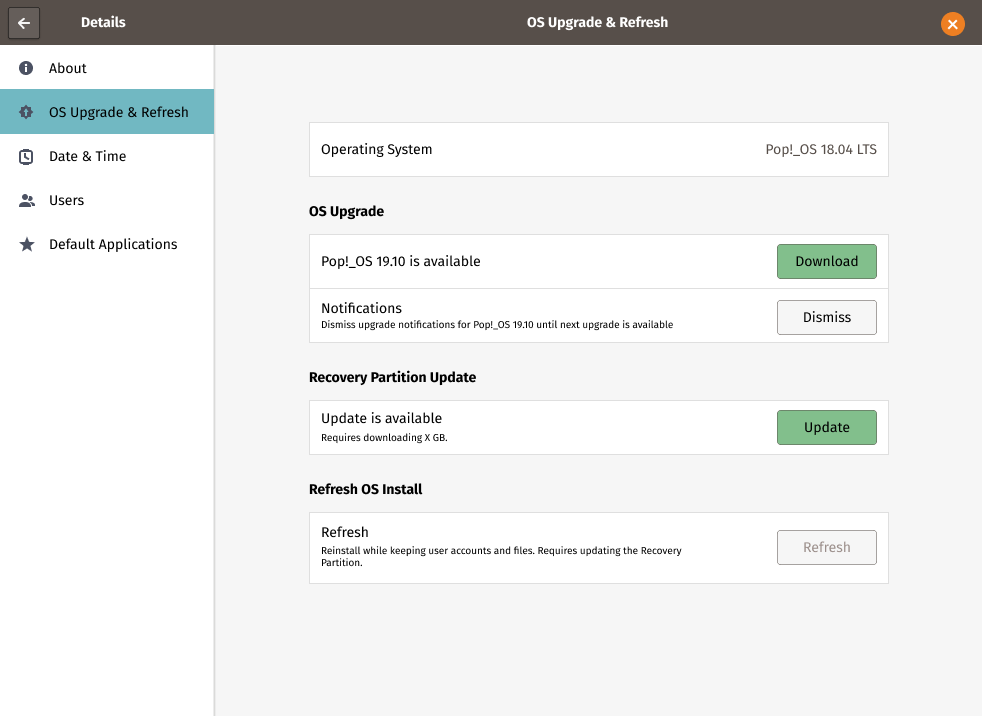 Details
OS Upgrade & Refresh
About
OS Upgrade & Refresh
Date & Time
Users
Default Applications
Operating System
Pop!_OS 18.04 LTS
OS Upgrade
Pop!_OS 19.10 is available
Download
Notifications
Dismiss upgrade notifications for Pop!_OS 19.10 until next upgrade is available
Dismiss
Recovery Partition Update
Update is available
Requires downloading X GB.
Update
Refresh OS Install
Refresh
Reinstall while keeping user accounts and files. Requires updating the Recovery
Partition.
Refresh